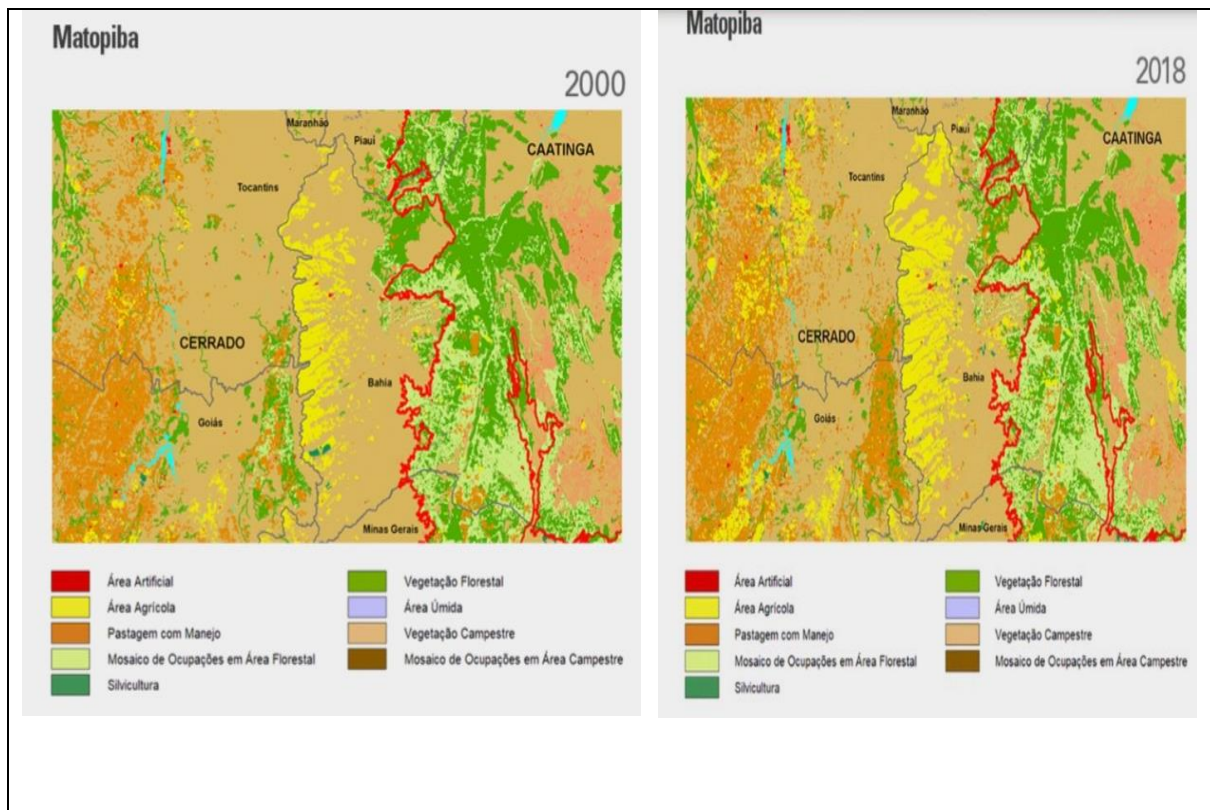 Matopiba
2000
Maranhão
Piauí
CAATINGA
Tocantins
CERRADO
Bahia
Goiás
Minas Gerais
Área Artificial
Área Agrícola
Pastagem com Manejo
Mosaico de Ocupações em Área Florestal
Silvicultura
Vegetação Florestal
Área Úmida
Vegetação Campestre
Mosaico de Ocupações em Área Campestre
Matopiba
2018
Maranhão
Piauí
CAATINGA
Tocantins
CERRADO
Bahia
Goiás
Minas Gerais
Área Artificial
Área Agrícola
Pastagem com Manejo
Mosaico de Ocupações em Área Florestal
Silvicultura
Vegetação Florestal
Área Úmida
Vegetação Campestre
Mosaico de Ocupações em Área Campestre